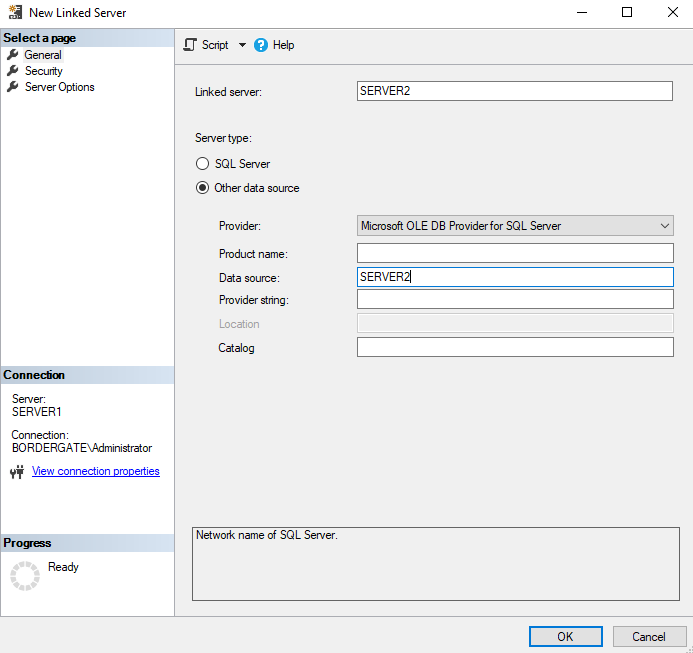 New Linked Server
Select a page
General
Security
Server Options
Script
Help
Linked server:
SERVER2
Server type:
SQL Server
Other data source
Provider:
Microsoft OLE DB Provider for SQL Server
Product name:
Data source:
SERVER2
Provider string:
Location
Catalog
Connection
Server:
SERVER1
Connection:
BORDERGATE\Administrator
View connection properties
Progress
Ready
Network name of SQL Server.
OK
Cancel